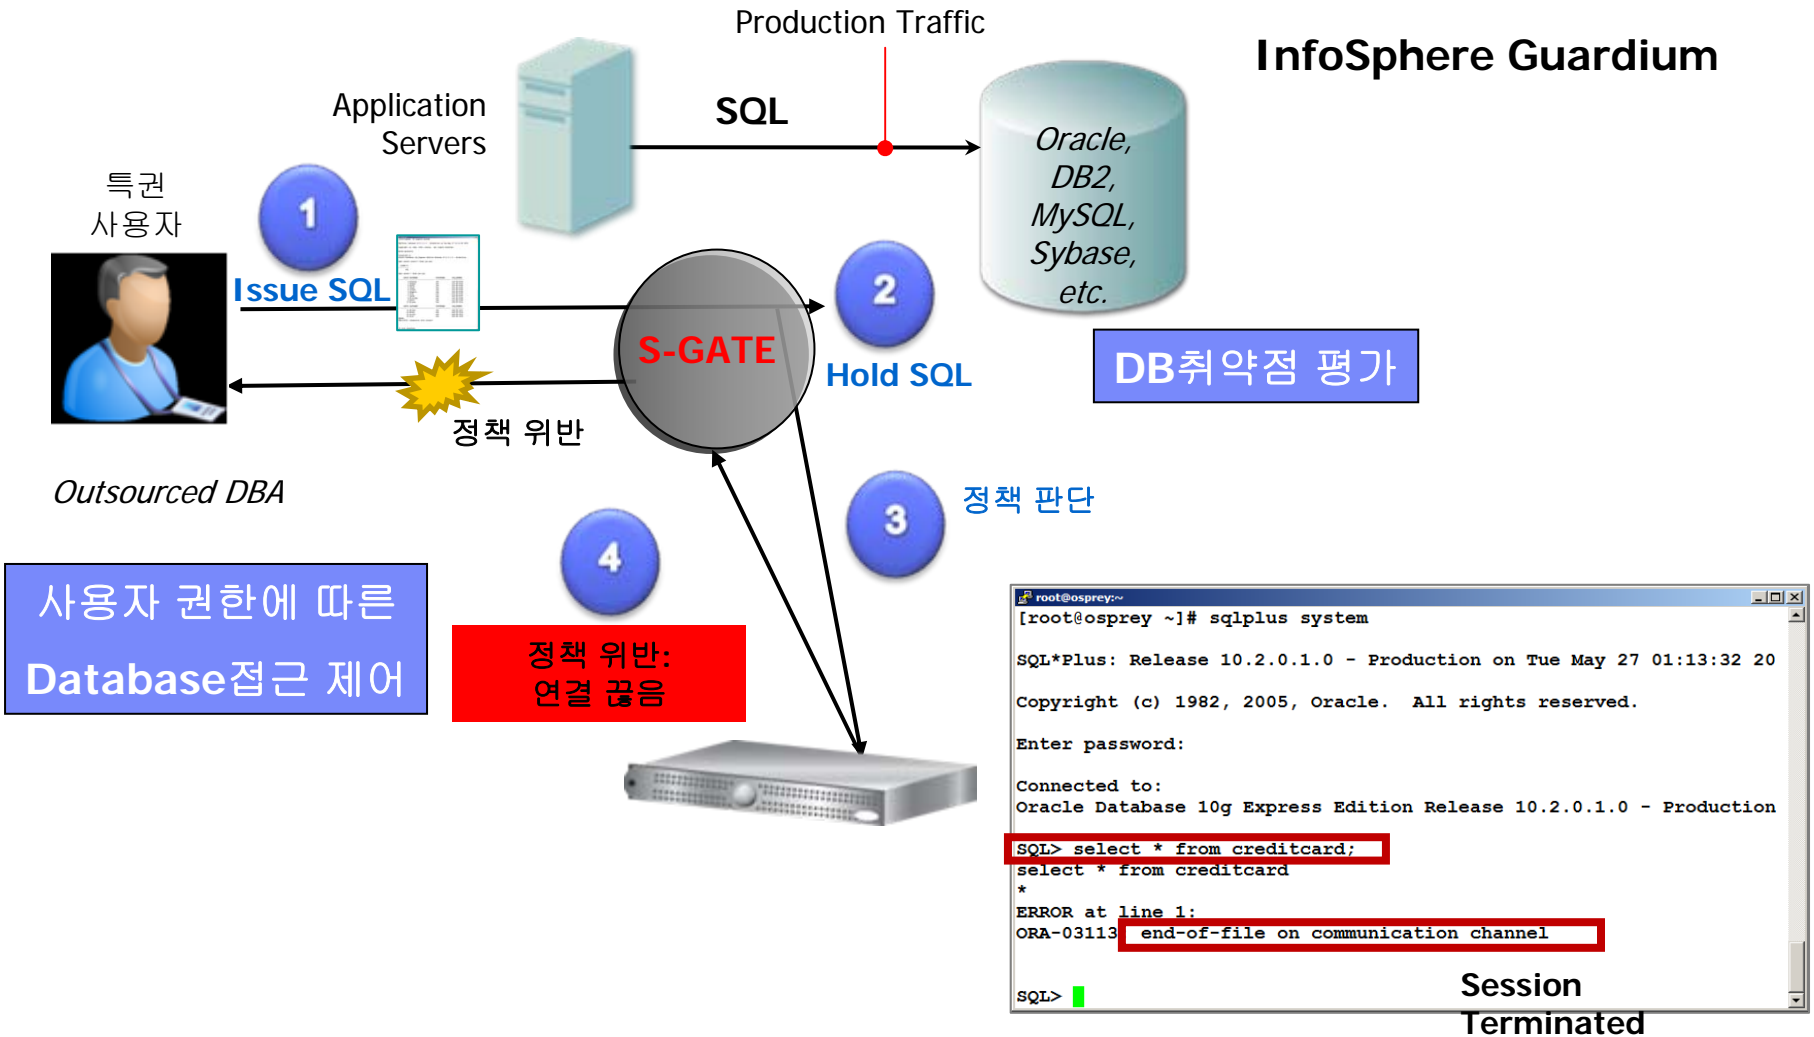 Production Traffic
InfoSphere Guardium
Application
Servers
SQL
Oracle,
DB2,
MySQL,
Sybase,
etc.
특권
사용자
1
Issue SQL
2
S-GATE
Hold SQL
DB취약점 평가
정책 위반
Outsourced DBA
3
정책 판단
4
사용자 권한에 따른
Database접근 제어
정책 위반:
연결 끊음
root@osprey:~
[root@osprey ~]# sqlplus system
SQL*Plus: Release 10.2.0.1.0 - Production on Tue May 27 01:13:32 20
Copyright (c) 1982, 2005, Oracle.  All rights reserved.
Enter password:
Connected to:
Oracle Database 10g Express Edition Release 10.2.0.1.0 - Production
SQL> select * from creditcard;
select * from creditcard
*
ERROR at line 1:
ORA-03113 end-of-file on communication channel
SQL>
Session
Terminated